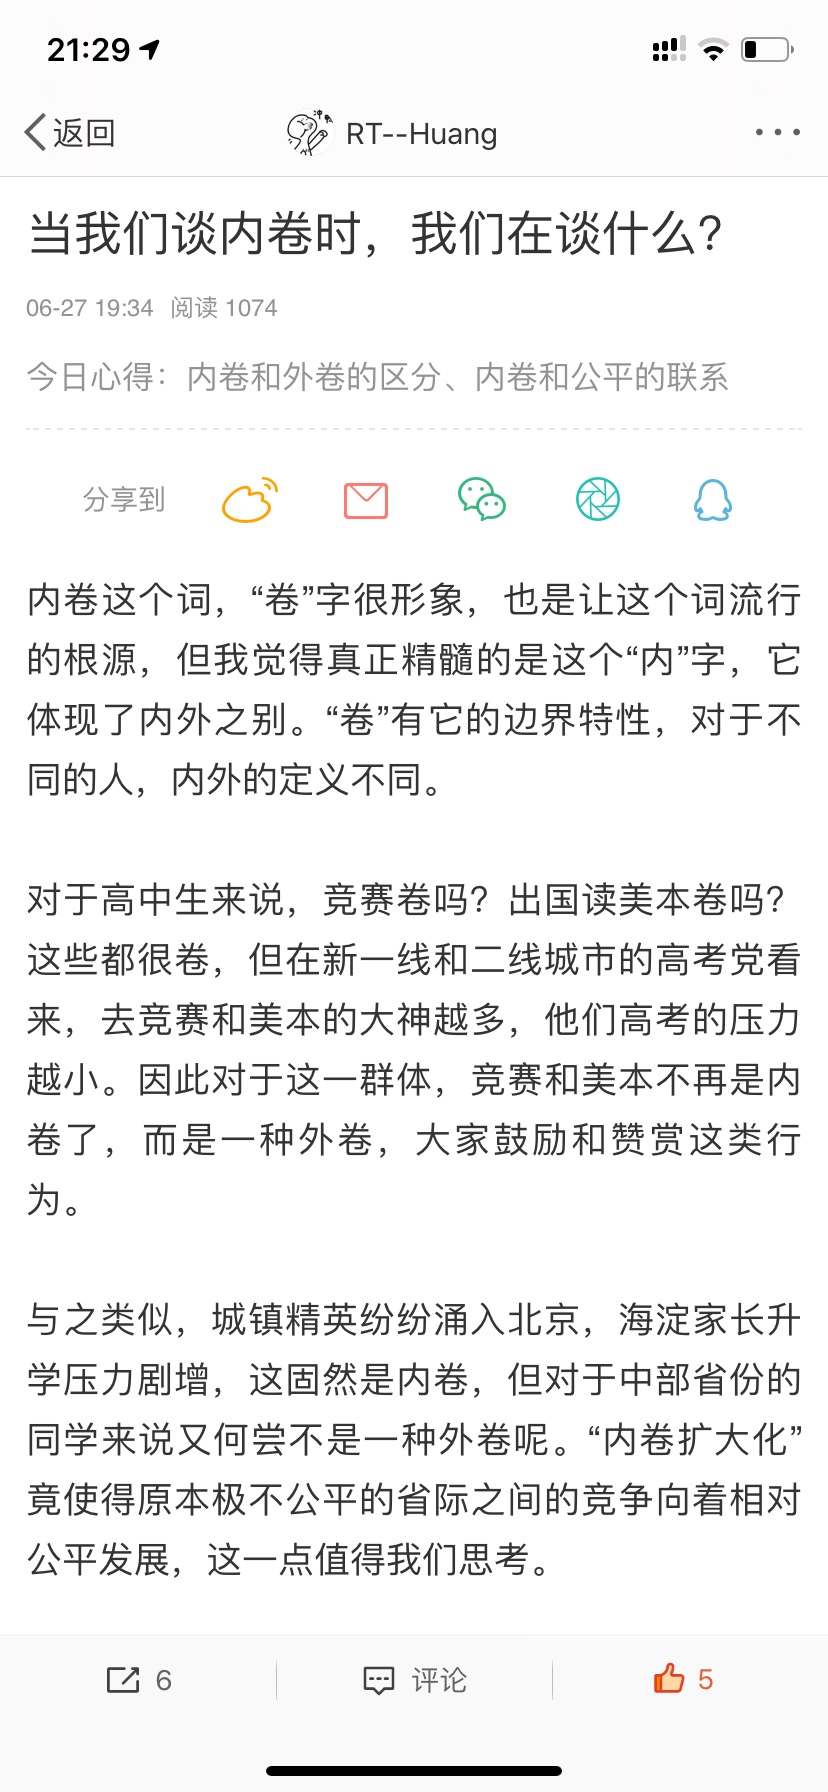 21:29
返回
RT--Huang
当我们谈内卷时，我们在谈什么？
06-27 19:34 阅读 1074
今日心得：内卷和外卷的区分、内卷和公平的联系
分享到
内卷这个词，“卷”字很形象，也是让这个词流行
的根源，但我觉得真正精髓的是这个“内”字，它
体现了内外之别。“卷”有它的边界特性，对于不
同的人，内外的定义不同。
对于高中生来说，竞赛卷吗？出国读美本卷吗？
这些都很卷，但在新一线和二线城市的高考党看
来，去竞赛和美本的大神越多，他们高考的压力
越小。因此对于这一群体，竞赛和美本不再是内
卷了，而是一种外卷，大家鼓励和赞赏这类行
为。
与之类似，城镇精英纷纷涌入北京，海淀家长升
学压力剧增，这固然是内卷，但对于中部省份的
同学来说又何尝不是一种外卷呢。“内卷扩大化”
竟使得原本极不公平的省际之间的竞争向着相对
公平发展，这一点值得我们思考。
6
评论
5